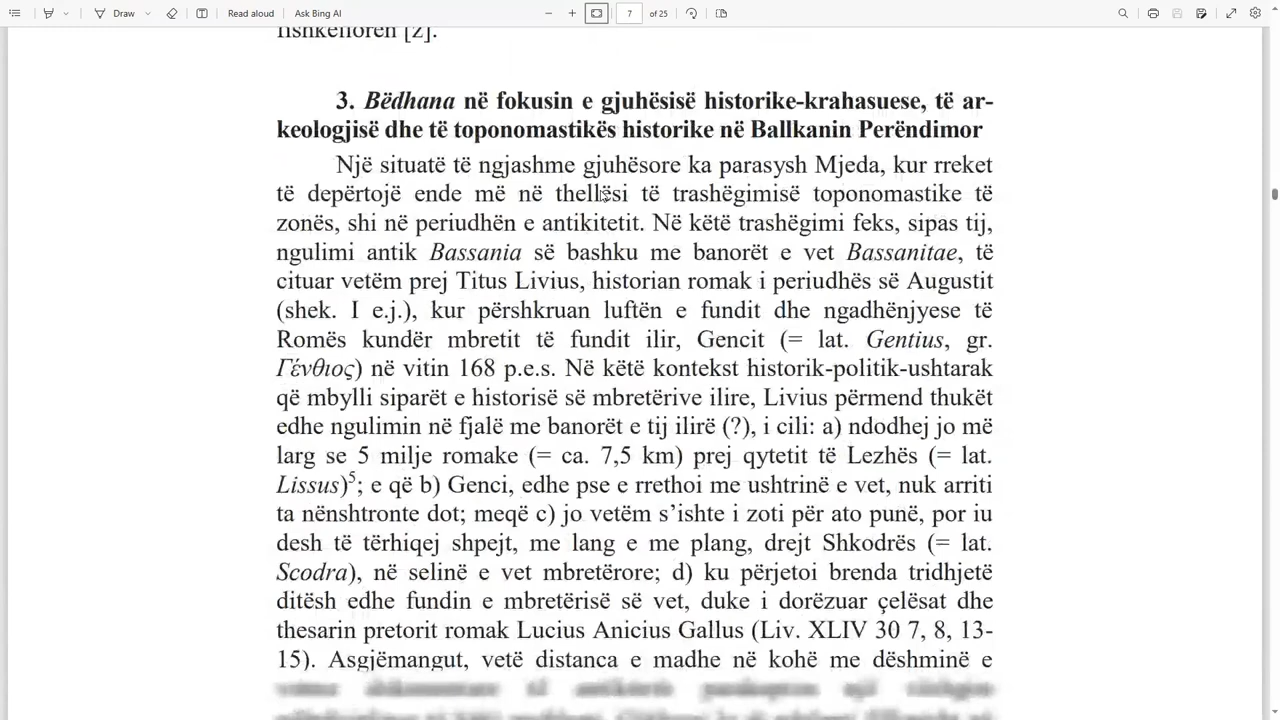 Draw
Read aloud
Ask Bing AI
7
of 25
fishkëlloren [z].
3. Bëdhana në fokusin e gjuhësisë historike-krahasuese, të ar-
keologjisë dhe të toponomastikës historike në Ballkanin Perëndimor
Një situatë të ngjashme gjuhësore ka parasysh Mjeda, kur rreket
të depërtojë ende më në thellësi të trashëgimisë toponomastike të
zonës, shi në periudhën e antikitetit. Në këtë trashëgimi feks, sipas tij,
ngulimi antik Bassania së bashku me banorët e vet Bassanitae, të
cituar vetëm prej Titus Livius, historian romak i periudhës së Augustit
(shek. I e.j.), kur përshkruan luftën e fundit dhe ngadhënjyese të
Romës kundër mbretit të fundit ilir, Gencit (= lat. Gentius, gr.
Γένθιος) në vitin 168 p.e.s. Në këtë kontekst historik-politik-ushtarak
që mbylli siparët e historisë së mbretërive ilire, Livius përmend thukët
edhe ngulimin në fjalë me banorët e tij ilirë (?), i cili: a) ndodhej jo më
larg se 5 milje romake (= ca. 7,5 km) prej qytetit të Lezhës (= lat.
Lissus)⁵; e që b) Genci, edhe pse e rrethoi me ushtrinë e vet, nuk arriti
ta nënshtronte dot; meqë c) jo vetëm s’ishte i zoti për ato punë, por iu
desh të tërhiqej shpejt, me lang e me plang, drejt Shkodrës (= lat.
Scodra), në selinë e vet mbretërore; d) ku përjetoi brenda tridhjetë
ditësh edhe fundin e mbretërisë së vet, duke i dorëzuar çelësat dhe
thesarin pretorit romak Lucius Anicius Gallus (Liv. XLIV 30 7, 8, 13-
15). Asgjëmangut, vetë distanca e madhe në kohë me dëshminë e